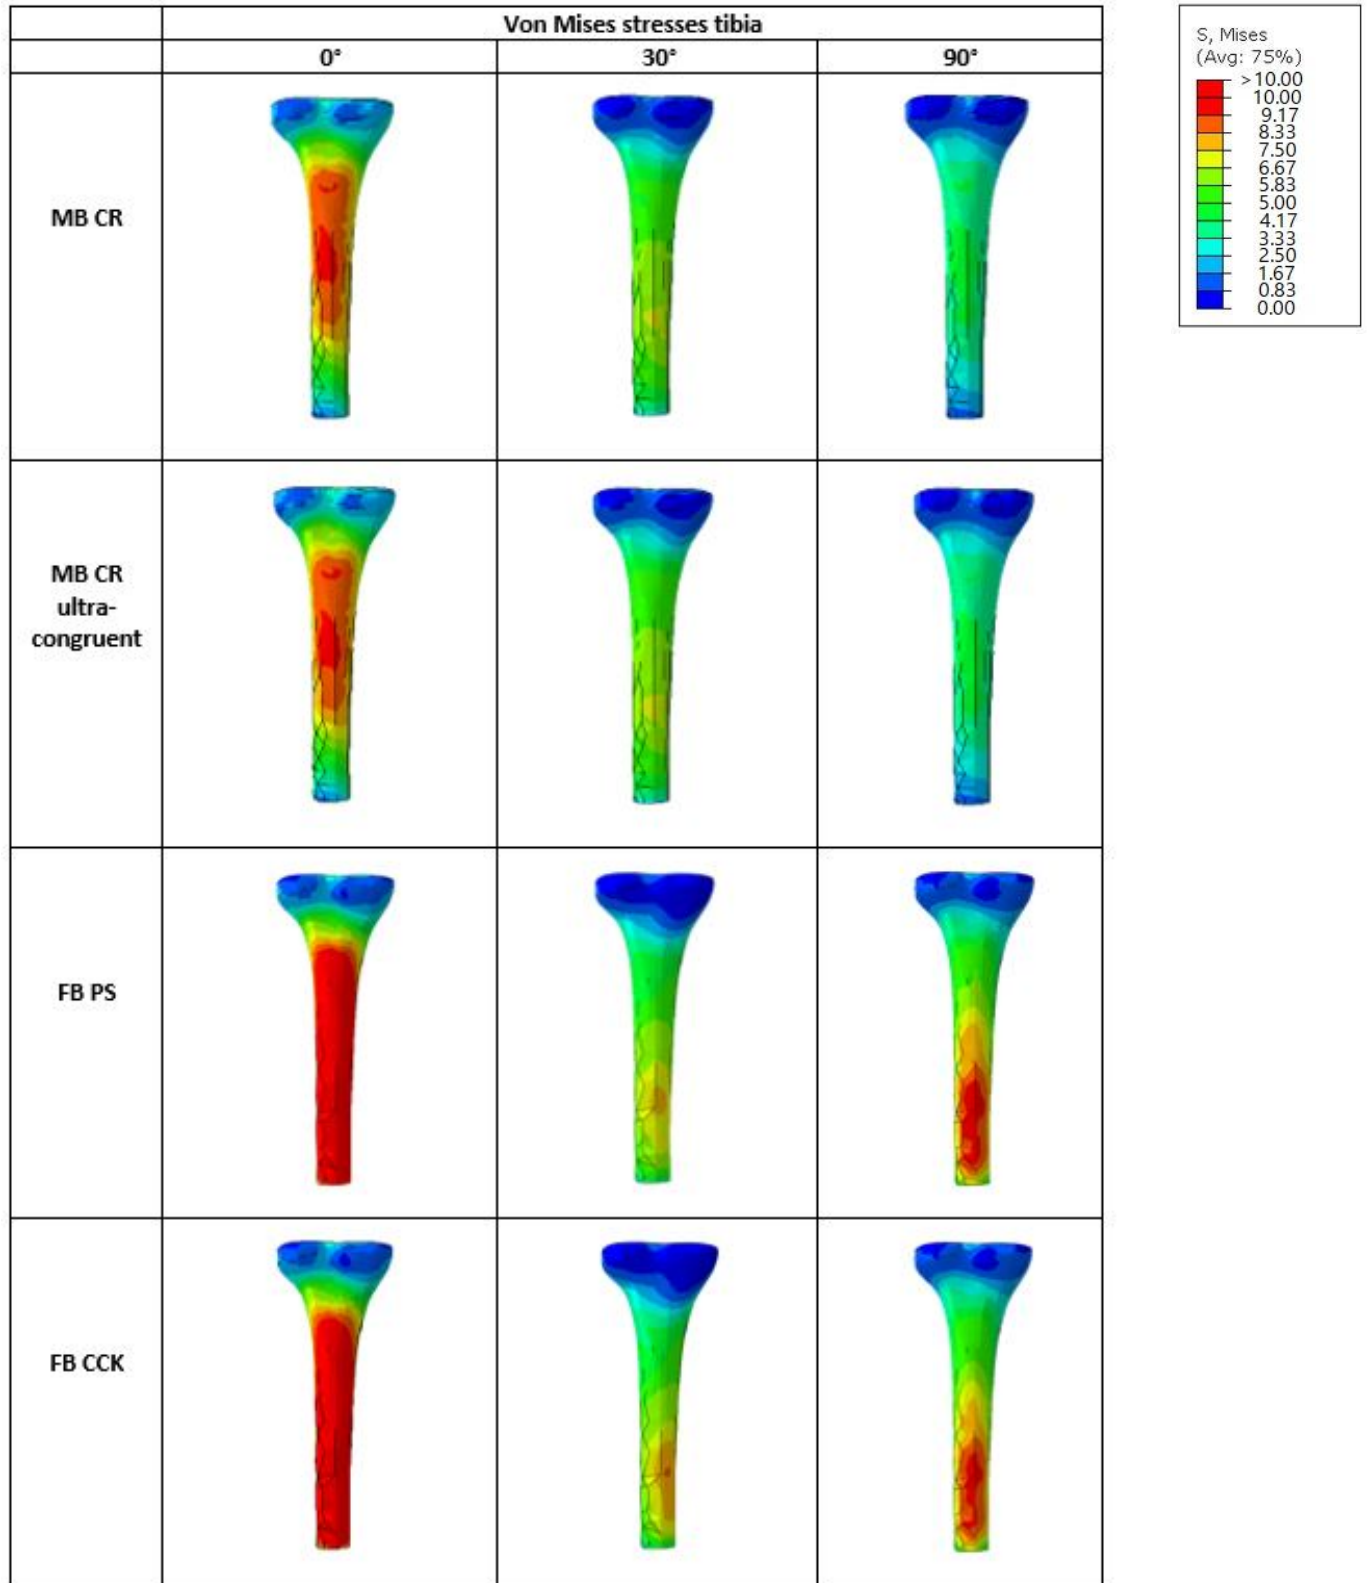 Von Mises stresses tibia
0° 30° 90°
MB CR
MB CR
ultra-
congruent
FB PS
FB CCK
S, Mises
(Avg: 75%)
>10.00
10.00
9.17
8.33
7.50
6.67
5.83
5.00
4.17
3.33
2.50
1.67
0.83
0.00